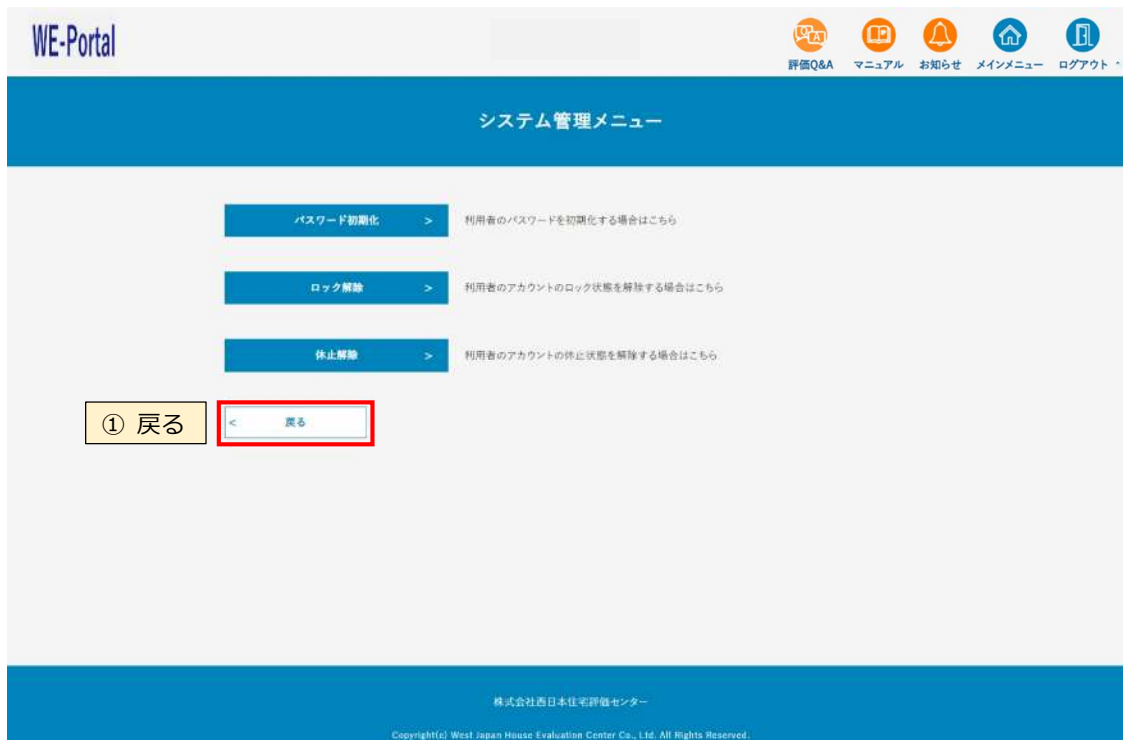 WE-Portal
評価Q&A マニュアル お知らせ メインメニュー ログアウト
システム管理メニュー
パスワード初期化 > 利用者のパスワードを初期化する場合はこちら
ロック解除 > 利用者のアカウントのロック状態を解除する場合はこちら
休止解除 > 利用者のアカウントの休止状態を解除する場合はこちら
① 戻る < 戻る
株式会社西日本住宅評価センター
Copyright(c) West Japan House Evaluation Center Co., Ltd. All Rights Reserved.